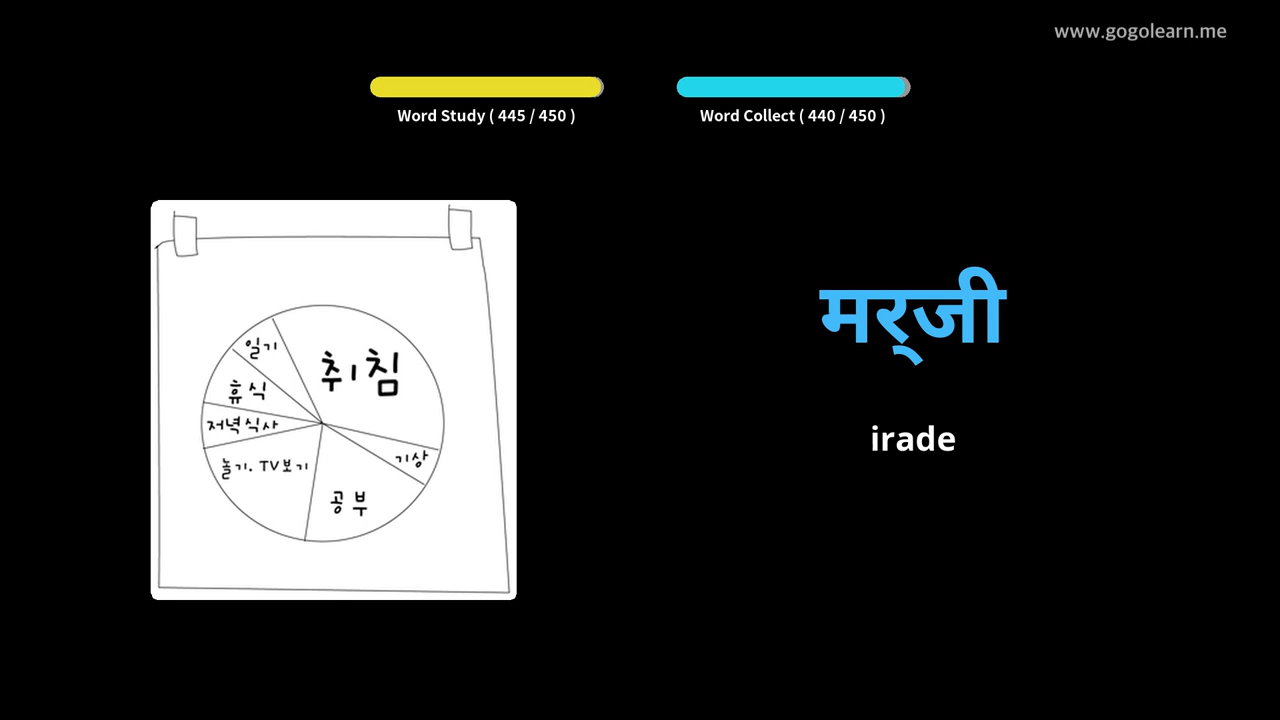 www.gogolearn.me
Word Study ( 445 / 450 )
Word Collect ( 440 / 450 )
일기
취침
휴식
저녁식사
놀기. TV보기
기상
공부
मर्‌जी
irade